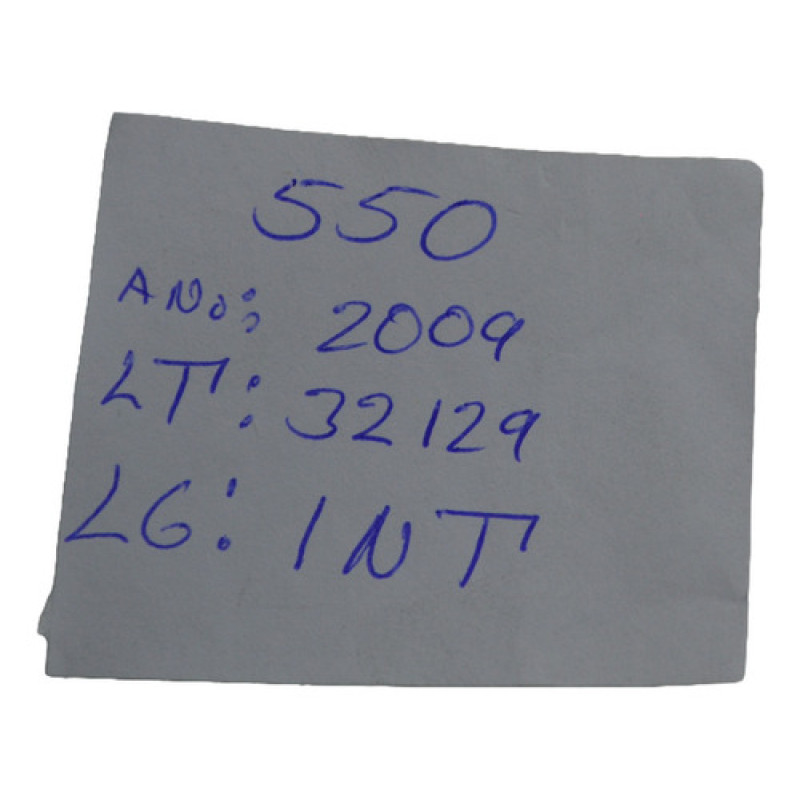 550
ANO: 2009
LT: 32129
LG: INT